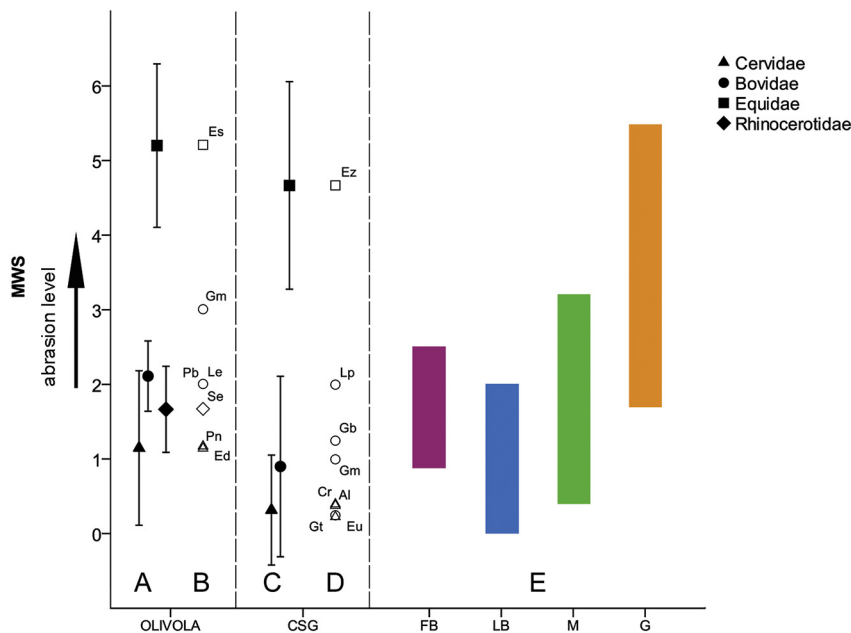 Cervidae
Bovidae
Equidae
Rhinocerotidae
MWS
abrasion level
6
5
4
3
2
1
0
Es
Gm
Pb Le
Se
Pn
Ed
Ez
Lp
Gb
Gm
Cr Al
Gt Eu
A B C D E
OLIVOLA CSG FB LB M G